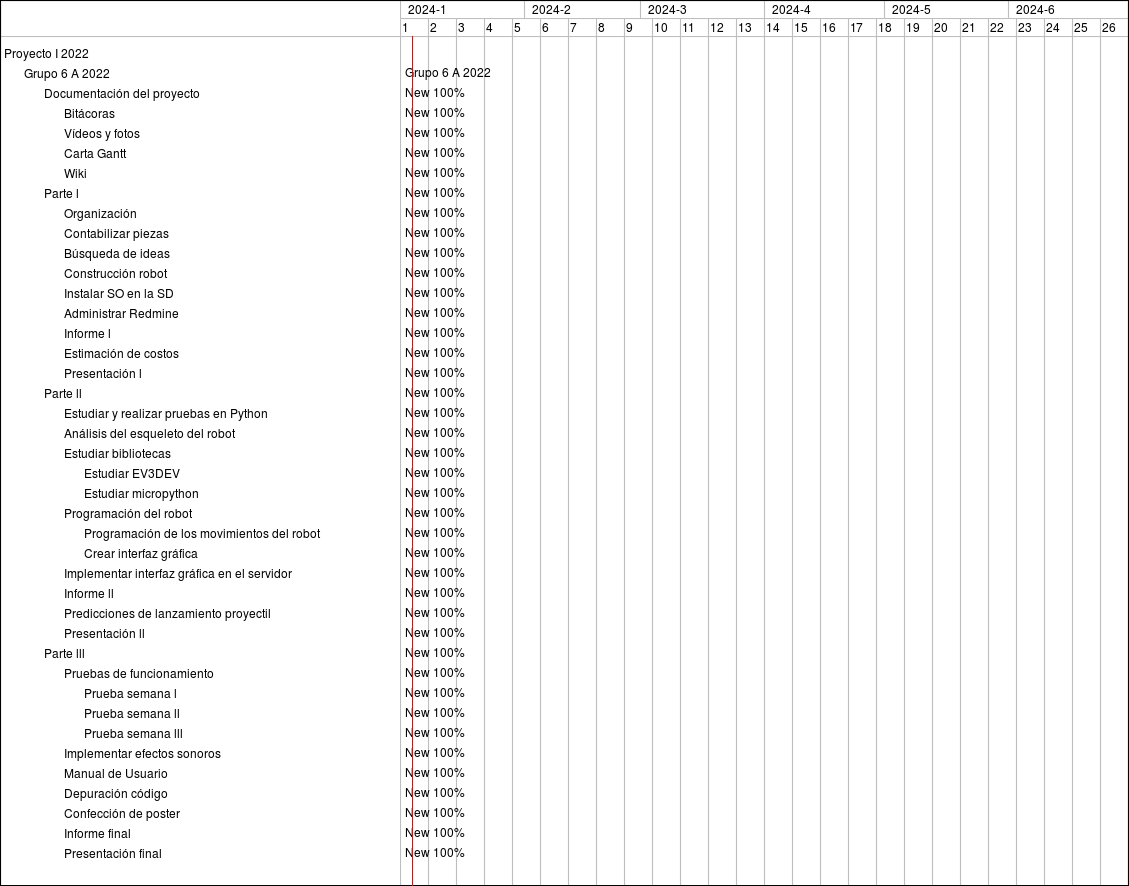 2024-1 2024-2 2024-3 2024-4 2024-5 2024-6
1 2 3 4 5 6 7 8 9 10 11 12 13 14 15 16 17 18 19 20 21 22 23 24 25 26
Proyecto I 2022
Grupo 6 A 2022 Grupo 6 A 2022
Documentación del proyecto New 100%
Bitácoras New 100%
Vídeos y fotos New 100%
Carta Gantt New 100%
Wiki New 100%
Parte I New 100%
Organización New 100%
Contabilizar piezas New 100%
Búsqueda de ideas New 100%
Construcción robot New 100%
Instalar SO en la SD New 100%
Administrar Redmine New 100%
Informe I New 100%
Estimación de costos New 100%
Presentación I New 100%
Parte II New 100%
Estudiar y realizar pruebas en Python New 100%
Análisis del esqueleto del robot New 100%
Estudiar bibliotecas New 100%
Estudiar EV3DEV New 100%
Estudiar micropython New 100%
Programación del robot New 100%
Programación de los movimientos del robot New 100%
Crear interfaz gráfica New 100%
Implementar interfaz gráfica en el servidor New 100%
Informe II New 100%
Predicciones de lanzamiento proyectil New 100%
Presentación II New 100%
Parte III New 100%
Pruebas de funcionamiento New 100%
Prueba semana I New 100%
Prueba semana II New 100%
Prueba semana III New 100%
Implementar efectos sonoros New 100%
Manual de Usuario New 100%
Depuración código New 100%
Confección de poster New 100%
Informe final New 100%
Presentación final New 100%